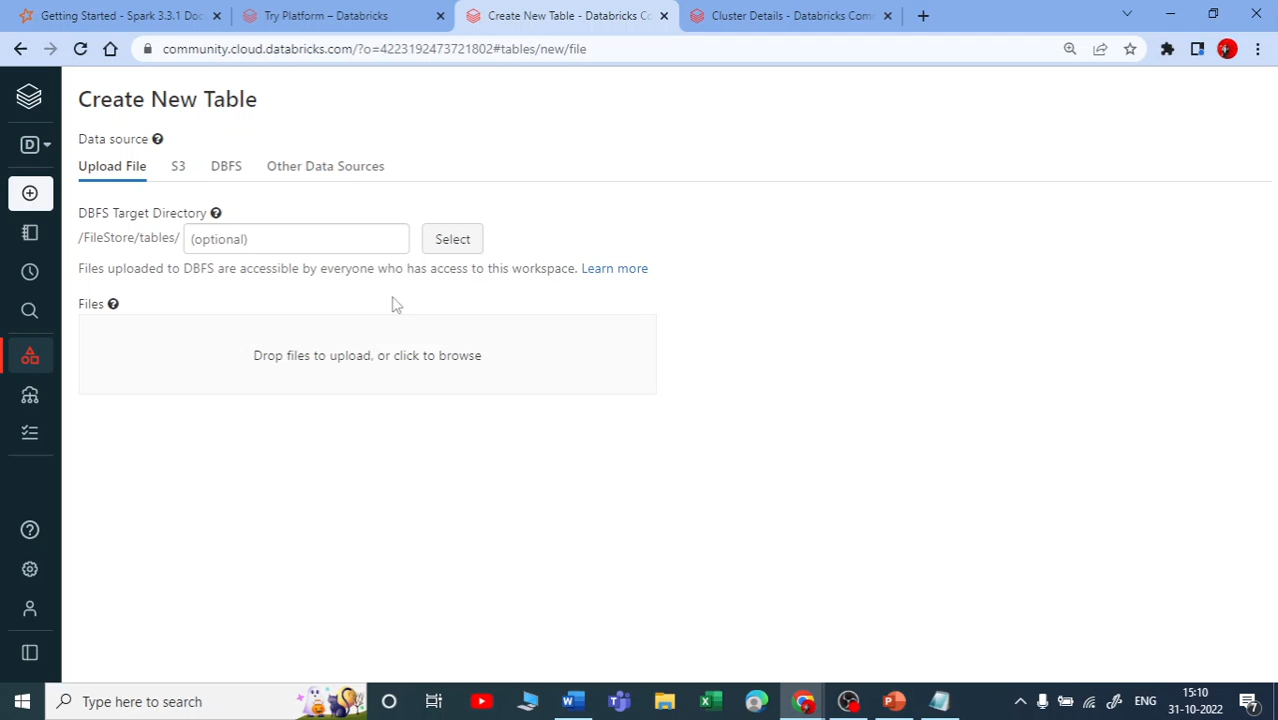 Getting Started - Spark 3.3.1 Doc
Try Platform – Databricks
Create New Table - Databricks Co
Cluster Details - Databricks Com
community.cloud.databricks.com/?o=4223192473721802#tables/new/file
Create New Table
D
Data source
Upload File S3 DBFS Other Data Sources
DBFS Target Directory
/FileStore/tables/ (optional) Select
Files uploaded to DBFS are accessible by everyone who has access to this workspace. Learn more
Files
Drop files to upload, or click to browse
Type here to search
ENG
15:10
31-10-2022
7